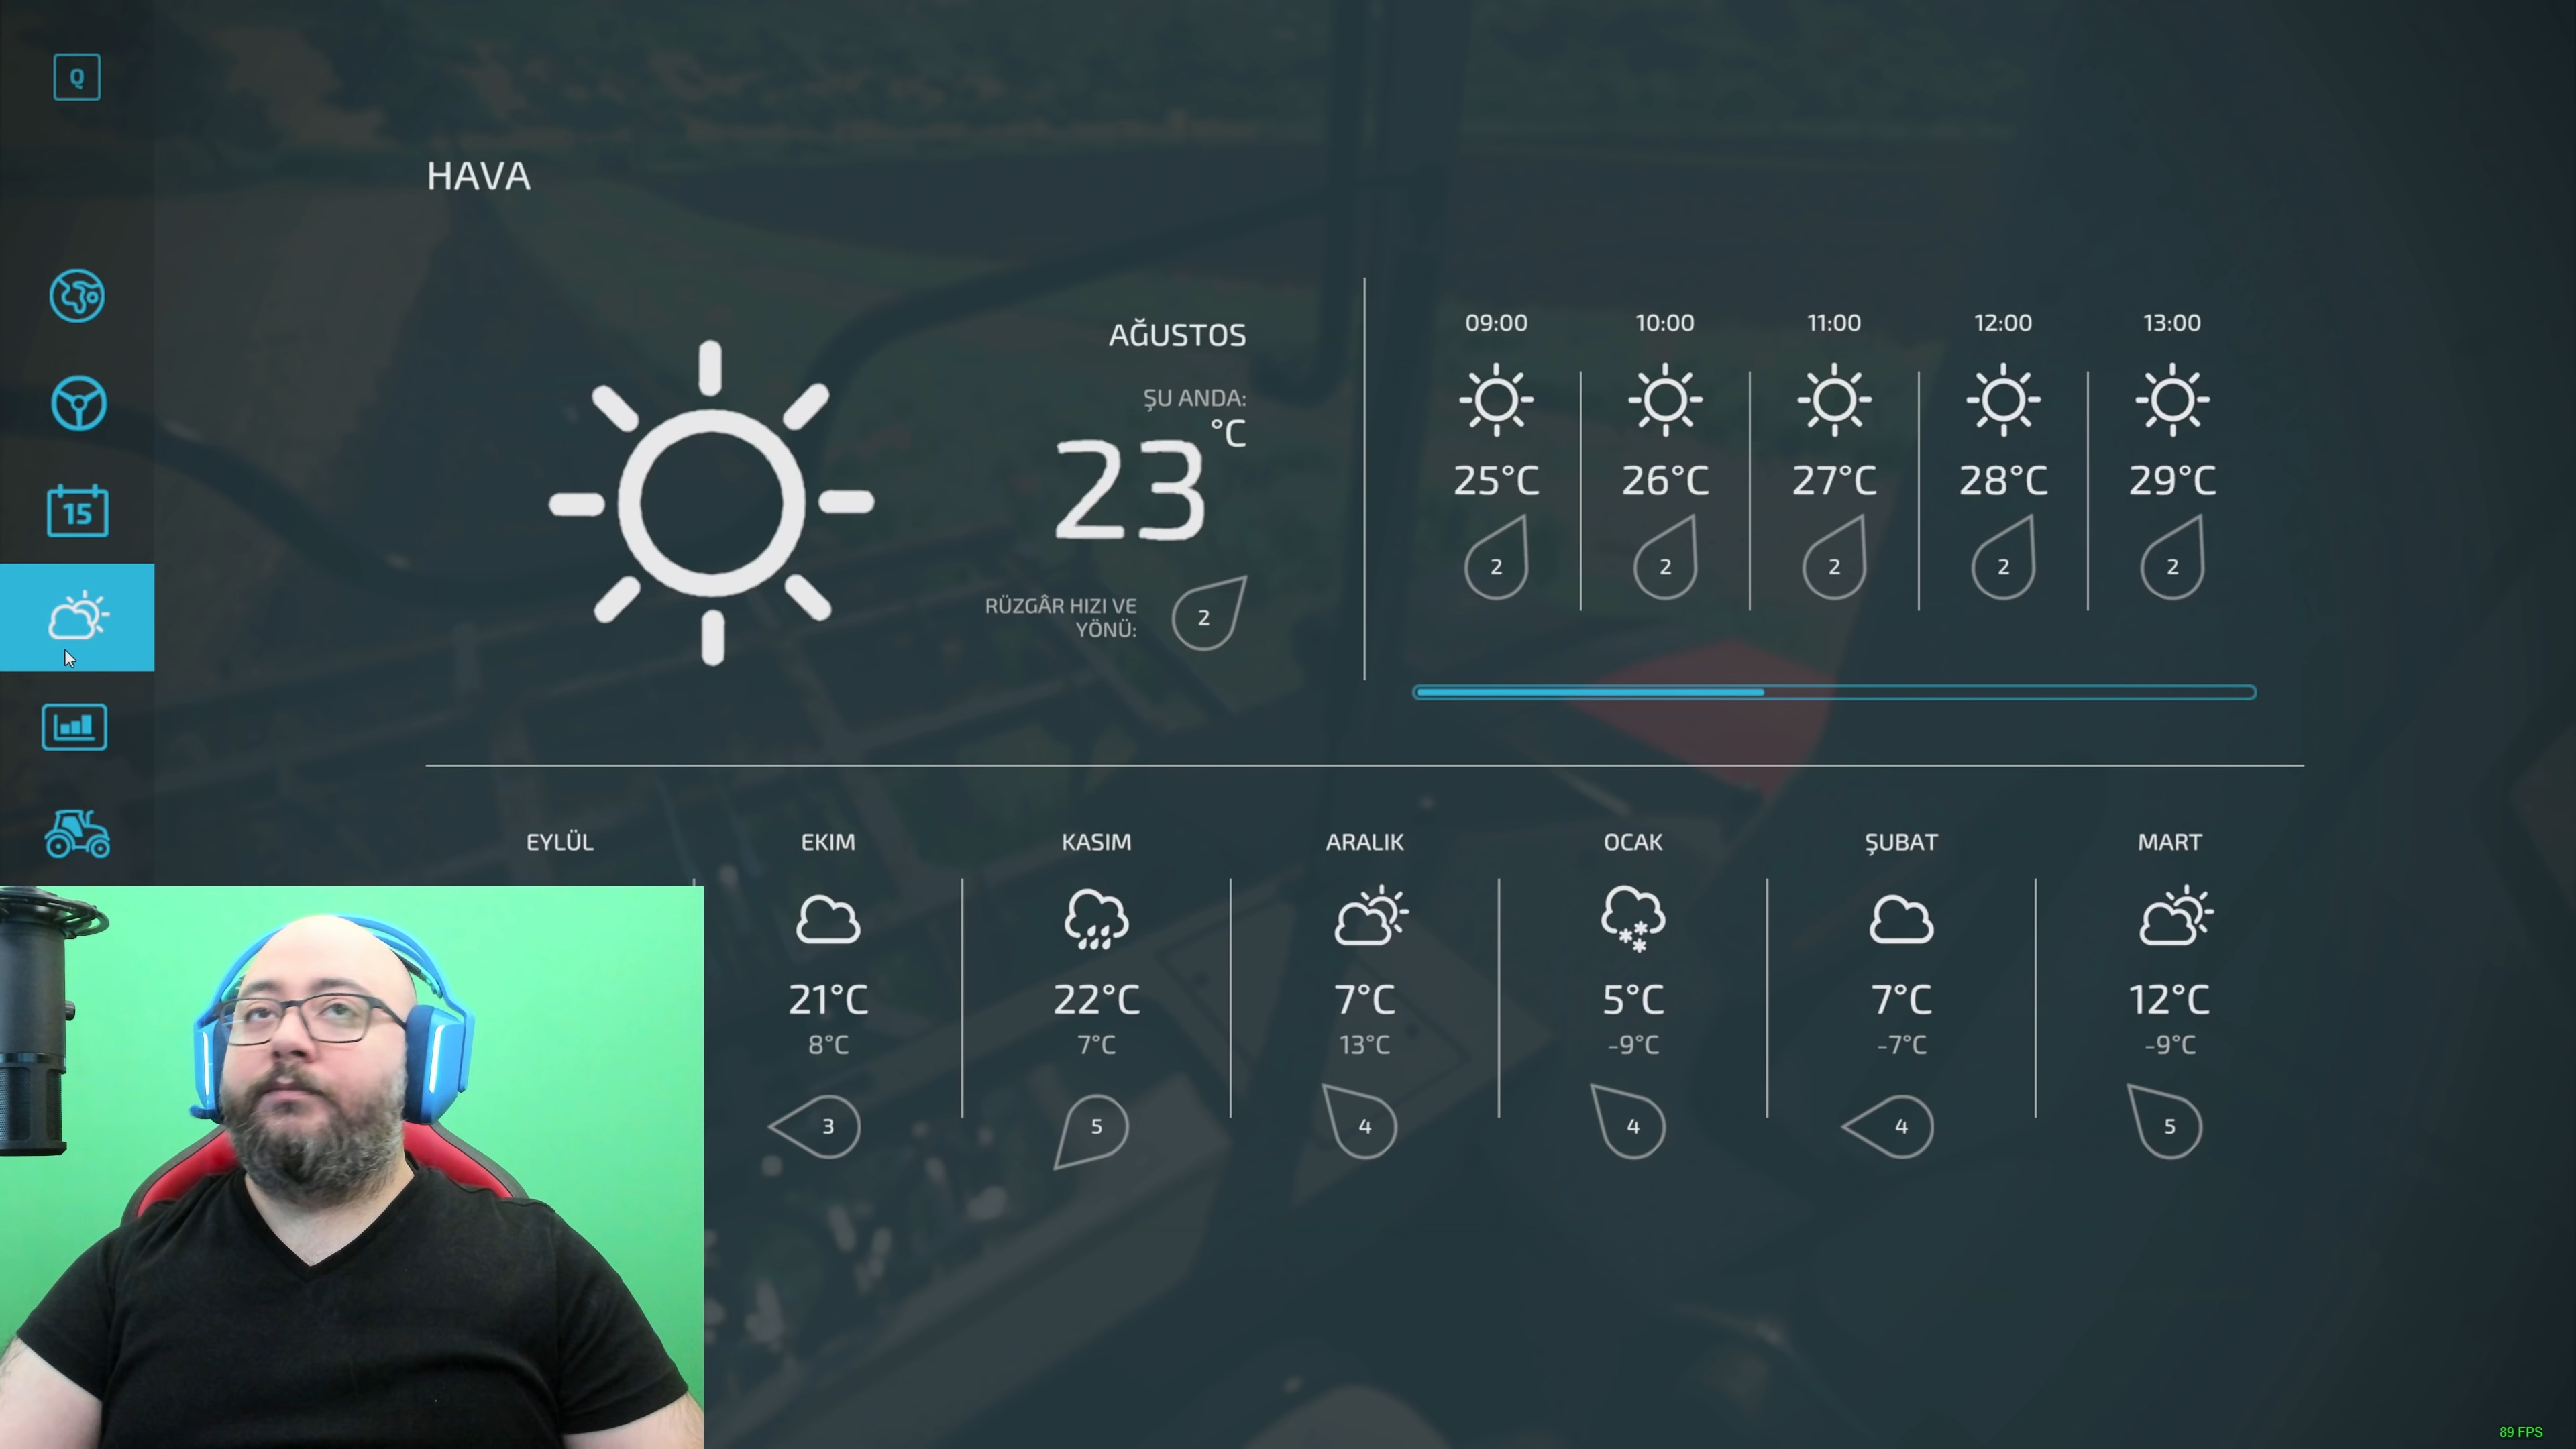 Q
HAVA
15
AĞUSTOS
ŞU ANDA:
23 °C
RÜZGÂR HIZI VE
YÖNÜ:
2
09:00 10:00 11:00 12:00 13:00
25°C 26°C 27°C 28°C 29°C
2 2 2 2 2
EYLÜL EKIM KASIM ARALIK OCAK ŞUBAT MART
21°C 22°C 7°C 5°C 7°C 12°C
8°C 7°C 13°C -9°C -7°C -9°C
3 5 4 4 4 5
89 FPS